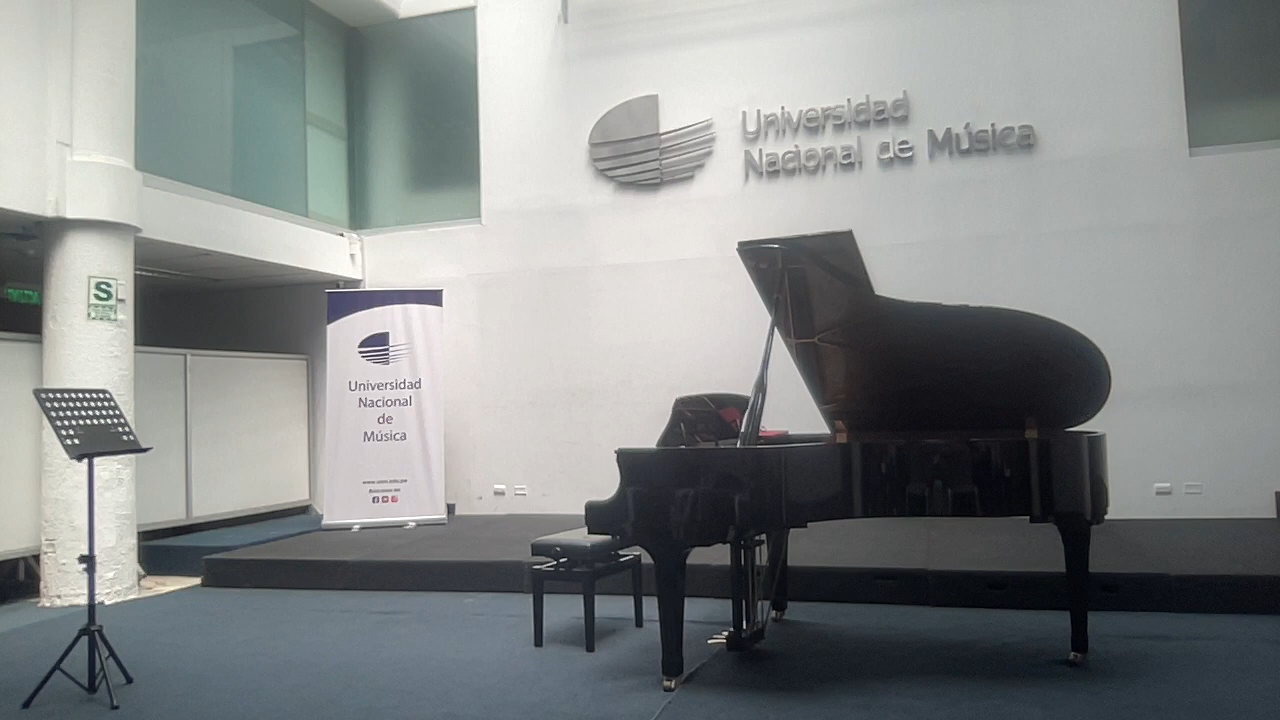 Universidad
Nacional de Música
S
Universidad
Nacional
de
Música